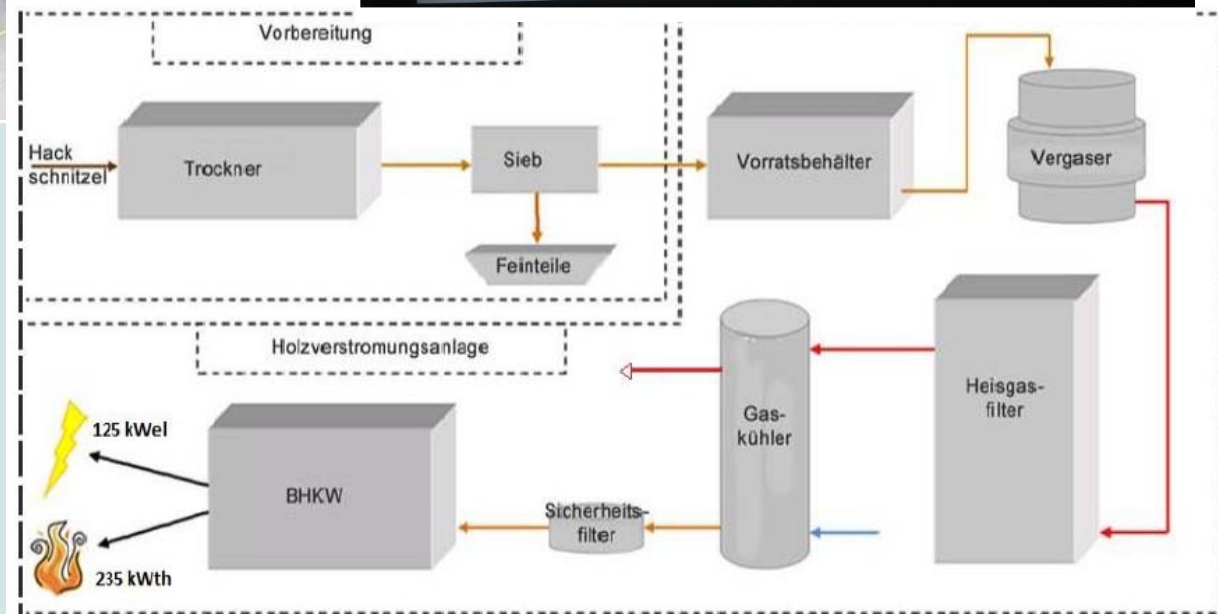 Vorbereitung
Hack
schnitzel
Trockner
Sieb
Feinteile
Vorratsbehälter
Vergaser
Holzverstromungsanlage
Heisgas-
filter
Gas-
kühler
Sicherheits-
filter
BHKW
125 kWel
235 kWth